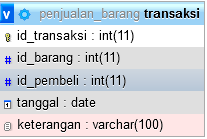 v penjualan_barang transaksi
id_transaksi : int(11)
# id_barang : int(11)
# id_pembeli : int(11)
tanggal : date
keterangan : varchar(100)